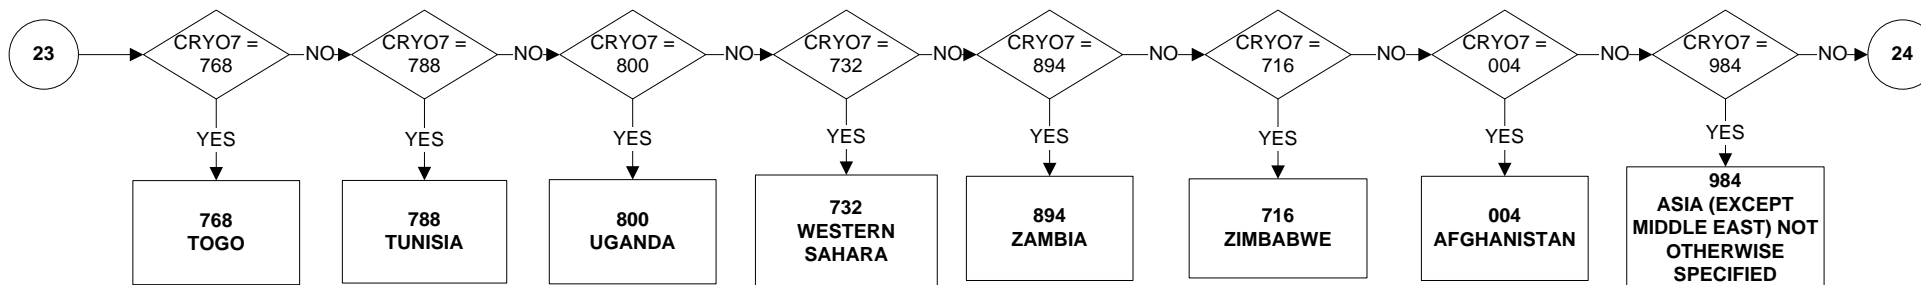 23
CRYO7 =
768
NO
CRYO7 =
788
NO
CRYO7 =
800
NO
CRYO7 =
732
NO
CRYO7 =
894
NO
CRYO7 =
716
NO
CRYO7 =
004
NO
CRYO7 =
984
NO
24
YES
YES
YES
YES
YES
YES
YES
YES
768
TOGO
788
TUNISIA
800
UGANDA
732
WESTERN
SAHARA
894
ZAMBIA
716
ZIMBABWE
004
AFGHANISTAN
984
ASIA (EXCEPT
MIDDLE EAST) NOT
OTHERWISE
SPECIFIED